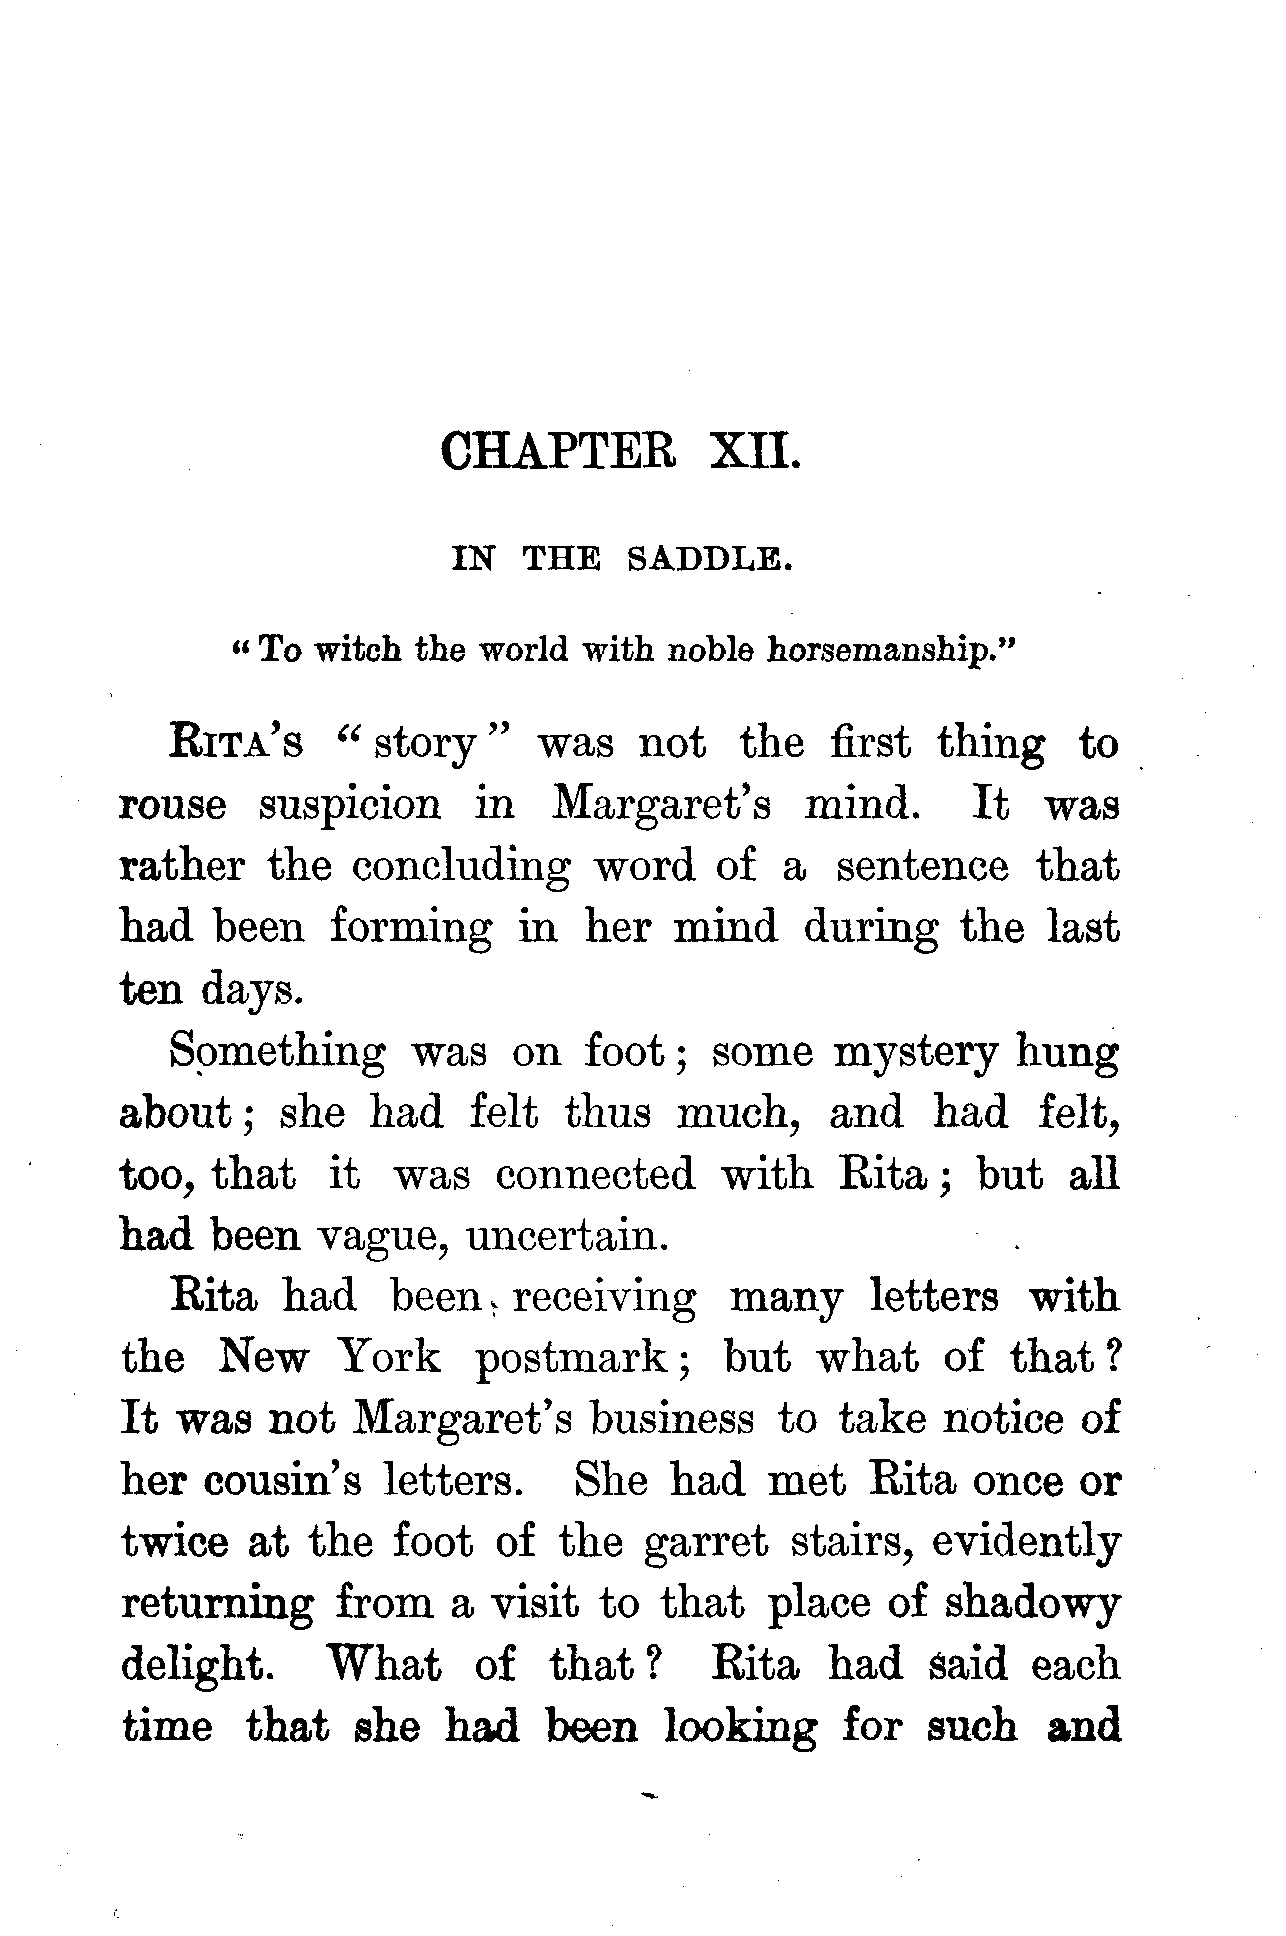 CHAPTER XII.
IN THE SADDLE.
“To witch the world with noble horsemanship.”
RITA’S “story” was not the first thing to
rouse suspicion in Margaret’s mind. It was
rather the concluding word of a sentence that
had been forming in her mind during the last
ten days.
Something was on foot; some mystery hung
about; she had felt thus much, and had felt,
too, that it was connected with Rita; but all
had been vague, uncertain.
Rita had been receiving many letters with
the New York postmark; but what of that?
It was not Margaret’s business to take notice of
her cousin’s letters. She had met Rita once or
twice at the foot of the garret stairs, evidently
returning from a visit to that place of shadowy
delight. What of that? Rita had said each
time that she had been looking for such and